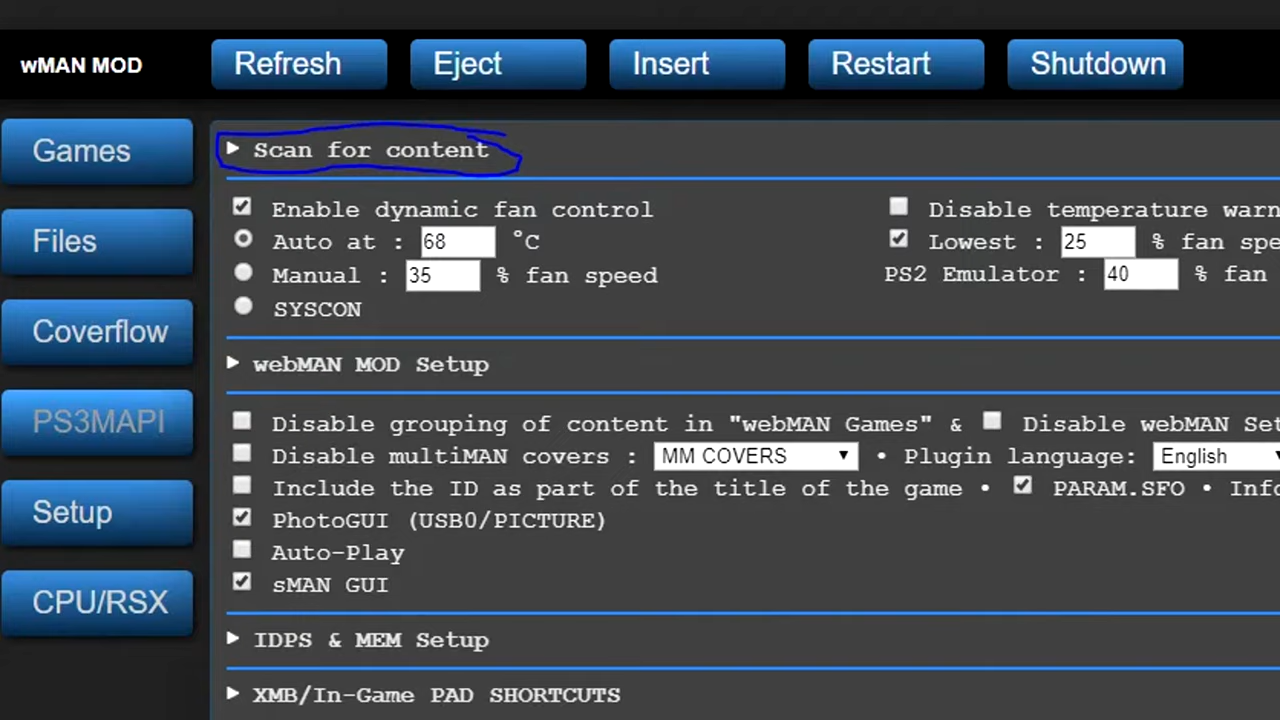 wMAN MOD Refresh Eject Insert Restart Shutdown
Games
Files
Coverflow
PS3MAPI
Setup
CPU/RSX
Scan for content
Enable dynamic fan control Disable temperature warn
Auto at : 68 °C Lowest : 25 % fan spe
Manual : 35 % fan speed PS2 Emulator : 40 % fan
SYSCON
webMAN MOD Setup
Disable grouping of content in "webMAN Games" & Disable webMAN Set
Disable multiMAN covers : MM COVERS • Plugin language: English
Include the ID as part of the title of the game • PARAM.SFO • Info
PhotoGUI (USB0/PICTURE)
Auto-Play
sMAN GUI
IDPS & MEM Setup
XMB/In-Game PAD SHORTCUTS